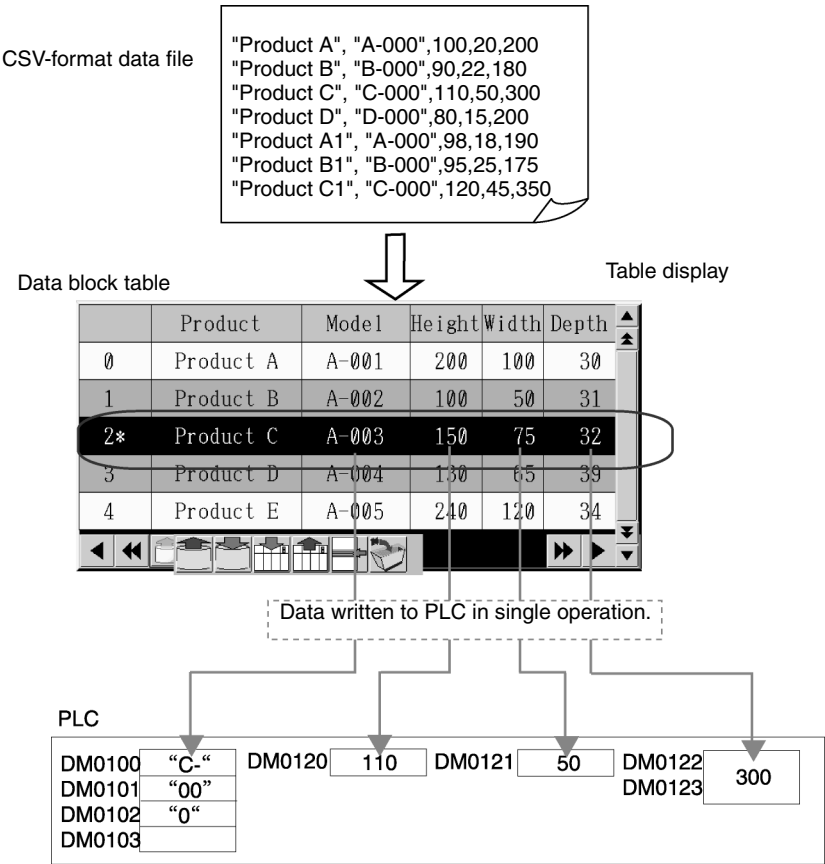 CSV-format data file
"Product A", "A-000",100,20,200
"Product B", "B-000",90,22,180
"Product C", "C-000",110,50,300
"Product D", "D-000",80,15,200
"Product A1", "A-000",98,18,190
"Product B1", "B-000",95,25,175
"Product C1", "C-000",120,45,350
Data block table
Table display
Product Model Height Width Depth
0 Product A A-001 200 100 30
1 Product B A-002 100 50 31
2* Product C A-003 150 75 32
3 Product D A-004 130 65 39
4 Product E A-005 240 120 34
Data written to PLC in single operation.
PLC
DM0100 “C-“ DM0120 110 DM0121 50 DM0122 300
DM0101 “00” DM0123
DM0102 “0“
DM0103